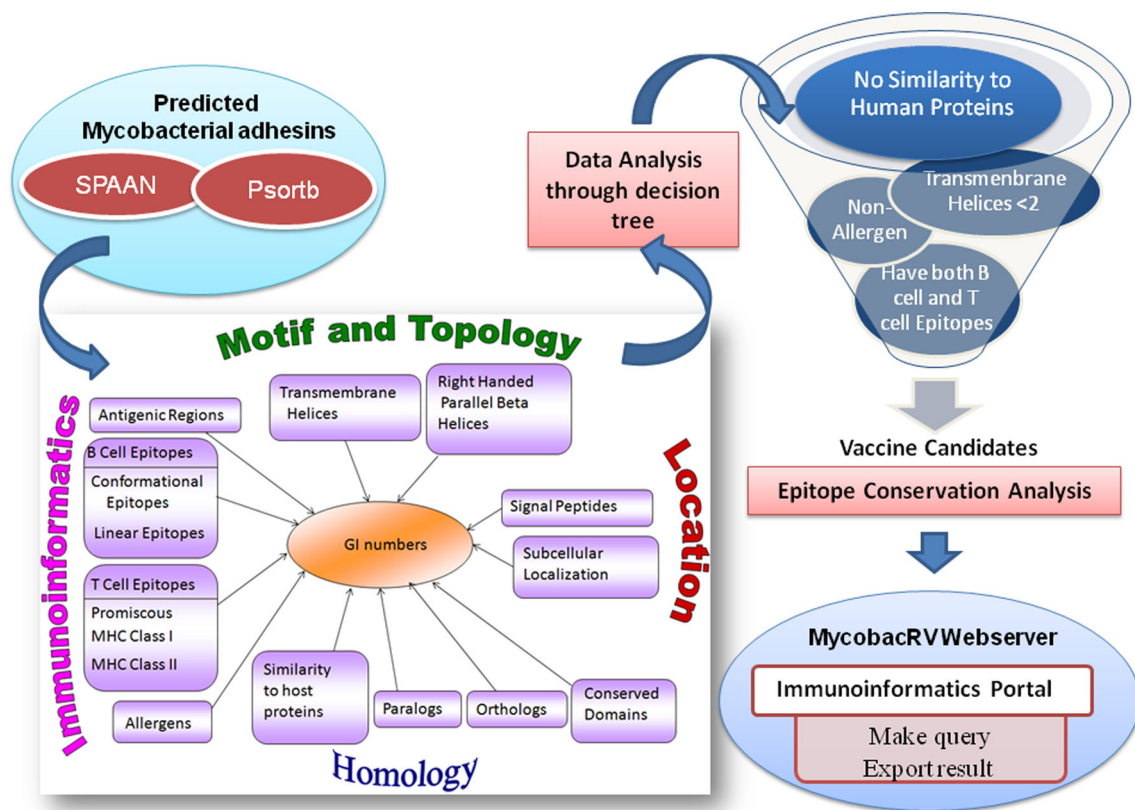 Predicted
Mycobacterial adhesins
SPAAN
Psortb
Motif and Topology
Immunoinformatics
Location
Homology
Antigenic Regions
B Cell Epitopes
Conformational
Epitopes
Linear Epitopes
T Cell Epitopes
Promiscous
MHC Class I
MHC Class II
Allergens
Transmembrane
Helices
Right Handed
Parallel Beta
Helices
Signal Peptides
Subcellular
Localization
GI numbers
Similarity
to host
proteins
Paralogs
Orthologs
Conserved
Domains
Data Analysis
through decision
tree
No Similarity to
Human Proteins
Transmenbrane
Helices <2
Non-
Allergen
Have both B
cell and T
cell Epitopes
Vaccine Candidates
Epitope Conservation Analysis
MycobacRVWebserver
Immunoinformatics Portal
Make query
Export result